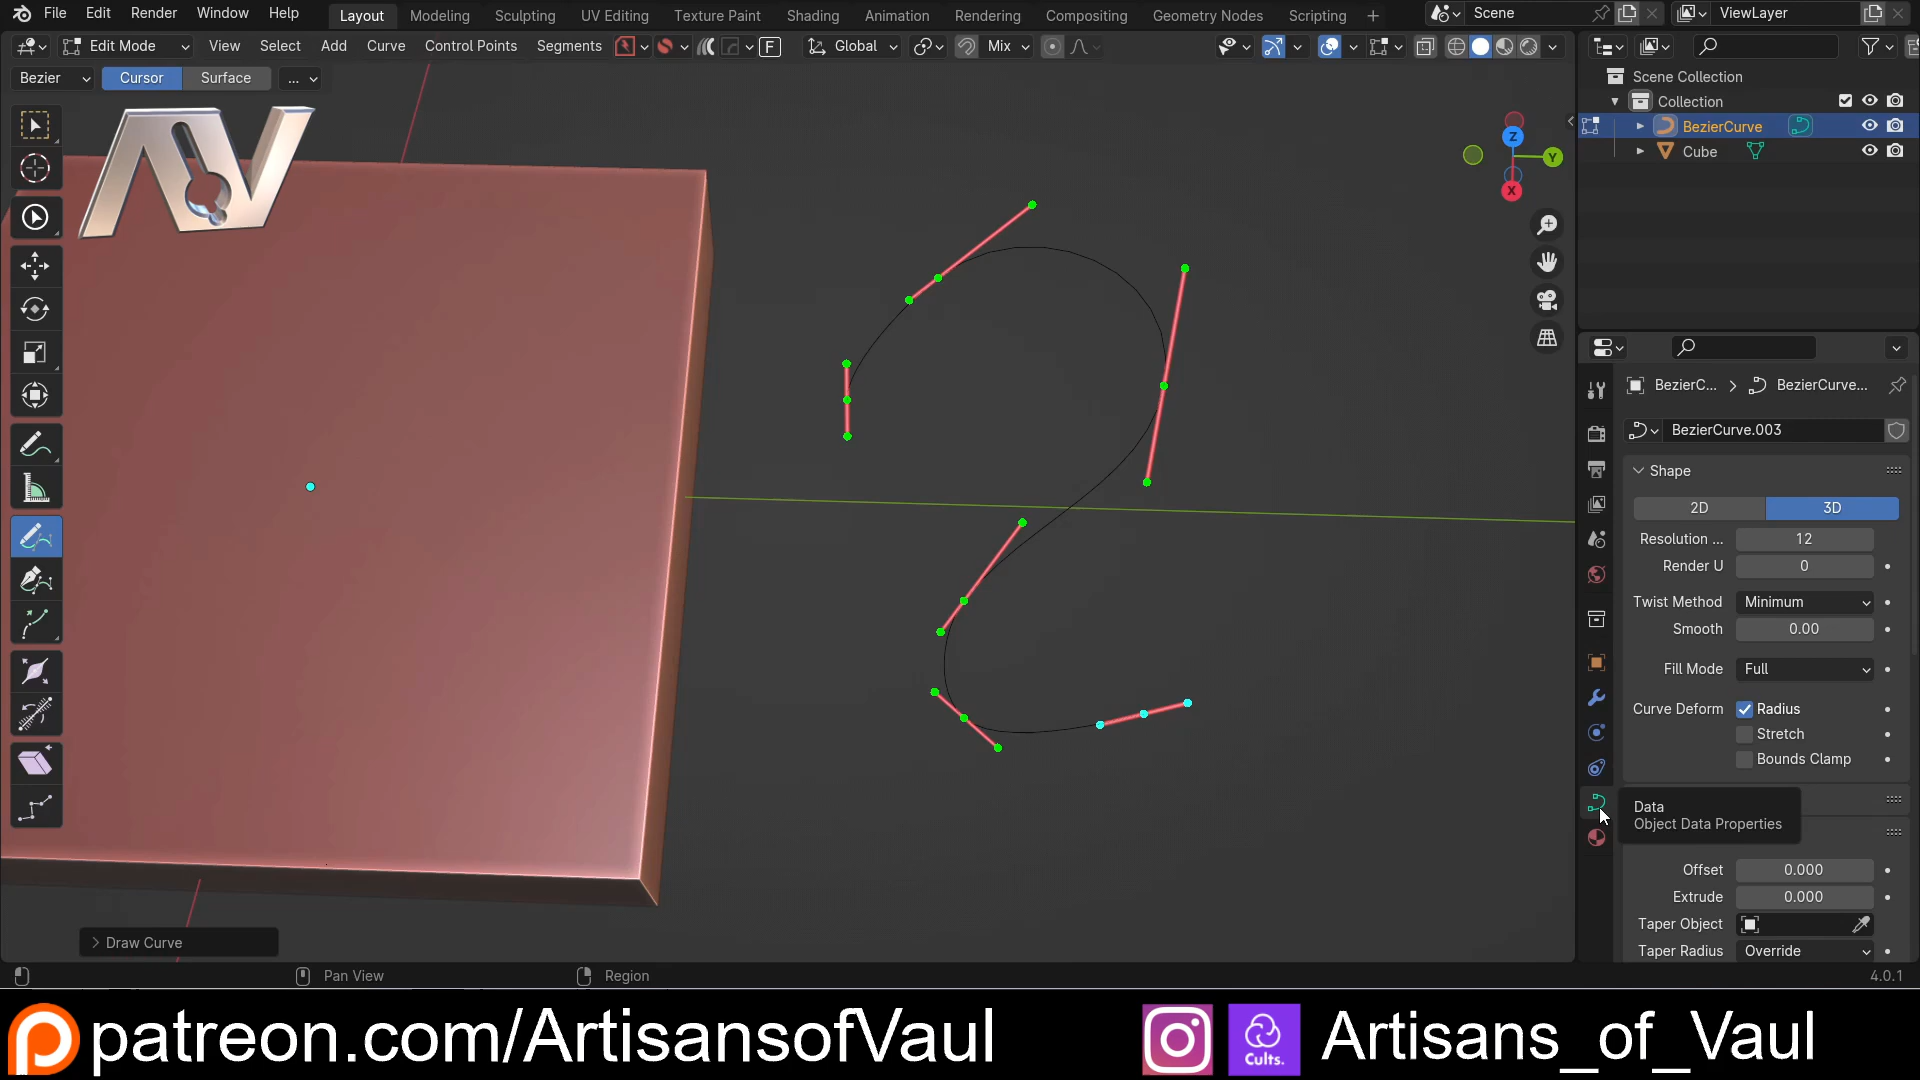 File Edit Render Window Help Layout Modeling Sculpting UV Editing Texture Paint Shading Animation Rendering Compositing Geometry Nodes Scripting + Scene ViewLayer
Edit Mode View Select Add Curve Control Points Segments F Global Mix
Bezier Cursor Surface ...
Scene Collection
Collection
BezierCurve
Cube
Z
Y
X
AV
BezierC... > BezierCurve...
BezierCurve.003
Shape
2D 3D
Resolution ... 12
Render U 0
Twist Method Minimum
Smooth 0.00
Fill Mode Full
Curve Deform Radius
Stretch
Bounds Clamp
Data
Object Data Properties
Offset 0.000
Extrude 0.000
Taper Object
Taper Radius Override
> Draw Curve
Pan View Region 4.0.1
patreon.com/ArtisansofVaul Cults. Artisans_of_Vaul